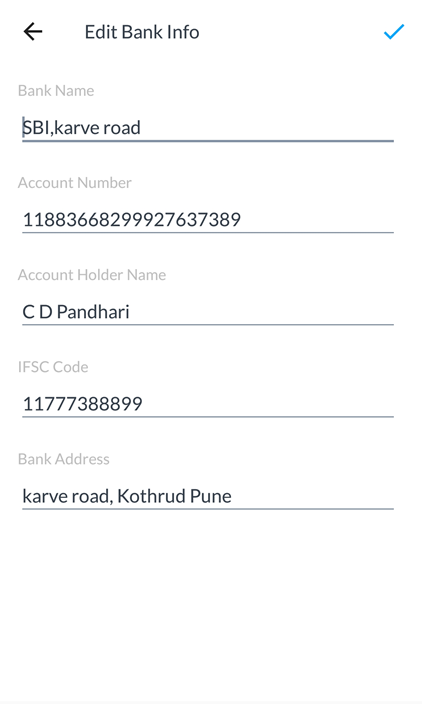 Edit Bank Info
Bank Name
SBI,karve road
Account Number
11883668299927637389
Account Holder Name
C D Pandhari
IFSC Code
11777388899
Bank Address
karve road, Kothrud Pune